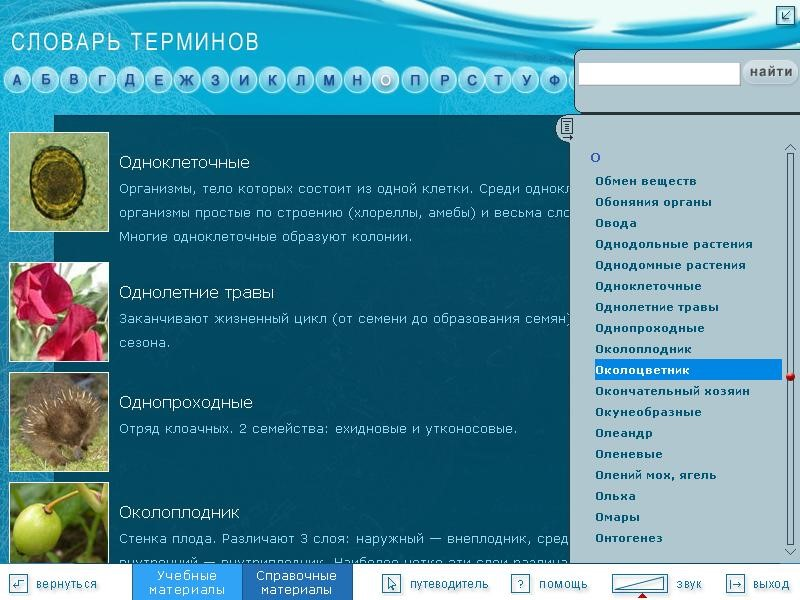 СЛОВАРЬ ТЕРМИНОВ
А Б В Г Д Е Ж З И К Л М Н О П Р С Т У Ф
найти
Одноклеточные
Организмы, тело которых состоит из одной клетки. Среди однокл
организмы простые по строению (хлореллы, амебы) и весьма сло
Многие одноклеточные образуют колонии.
Однолетние травы
Заканчивают жизненный цикл (от семени до образования семян)
сезона.
Однопроходные
Отряд клоачных. 2 семейства: ехидновые и утконосовые.
Околоплодник
Стенка плода. Различают 3 слоя: наружный — внеплодник, сред
внутренний — внутриплодник. Наиболее четко эти слои различа
О
Обмен веществ
Обоняния органы
Овода
Однодольные растения
Однодомные растения
Одноклеточные
Однолетние травы
Однопроходные
Околоплодник
Околоцветник
Окончательный хозяин
Окунеобразные
Олеандр
Оленевые
Олений мох, ягель
Ольха
Омары
Онтогенез
вернуться
Учебные
материалы
Справочные
материалы
путеводитель
? помощь
звук
выход